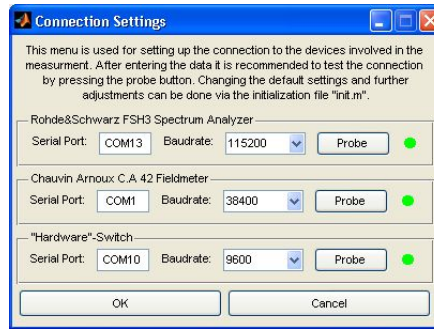 Connection Settings
This menu is used for setting up the connection to the devices involved in the
measurment. After entering the data it is recommended to test the connection
by pressing the probe button. Changing the default settings and further
adjustments can be done via the initialization file "init.m".
Rohde&Schwarz FSH3 Spectrum Analyzer
Serial Port: COM13 Baudrate: 115200 Probe
Chauvin Arnoux C.A 42 Fieldmeter
Serial Port: COM1 Baudrate: 38400 Probe
"Hardware"-Switch
Serial Port: COM10 Baudrate: 9600 Probe
OK Cancel